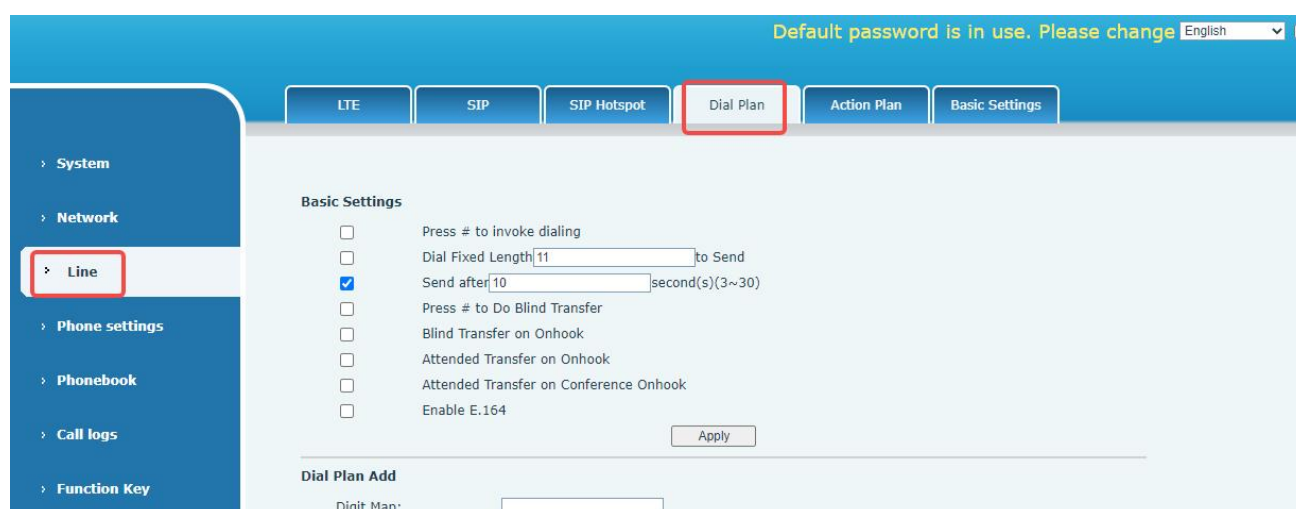 Default password is in use. Please change English
LTE SIP SIP Hotspot Dial Plan Action Plan Basic Settings
System
Network
Line
Phone settings
Phonebook
Call logs
Function Key
Basic Settings
Press # to invoke dialing
Dial Fixed Length 11 to Send
Send after 10 second(s)(3~30)
Press # to Do Blind Transfer
Blind Transfer on Onhook
Attended Transfer on Onhook
Attended Transfer on Conference Onhook
Enable E.164
Apply
Dial Plan Add
Digit Map: